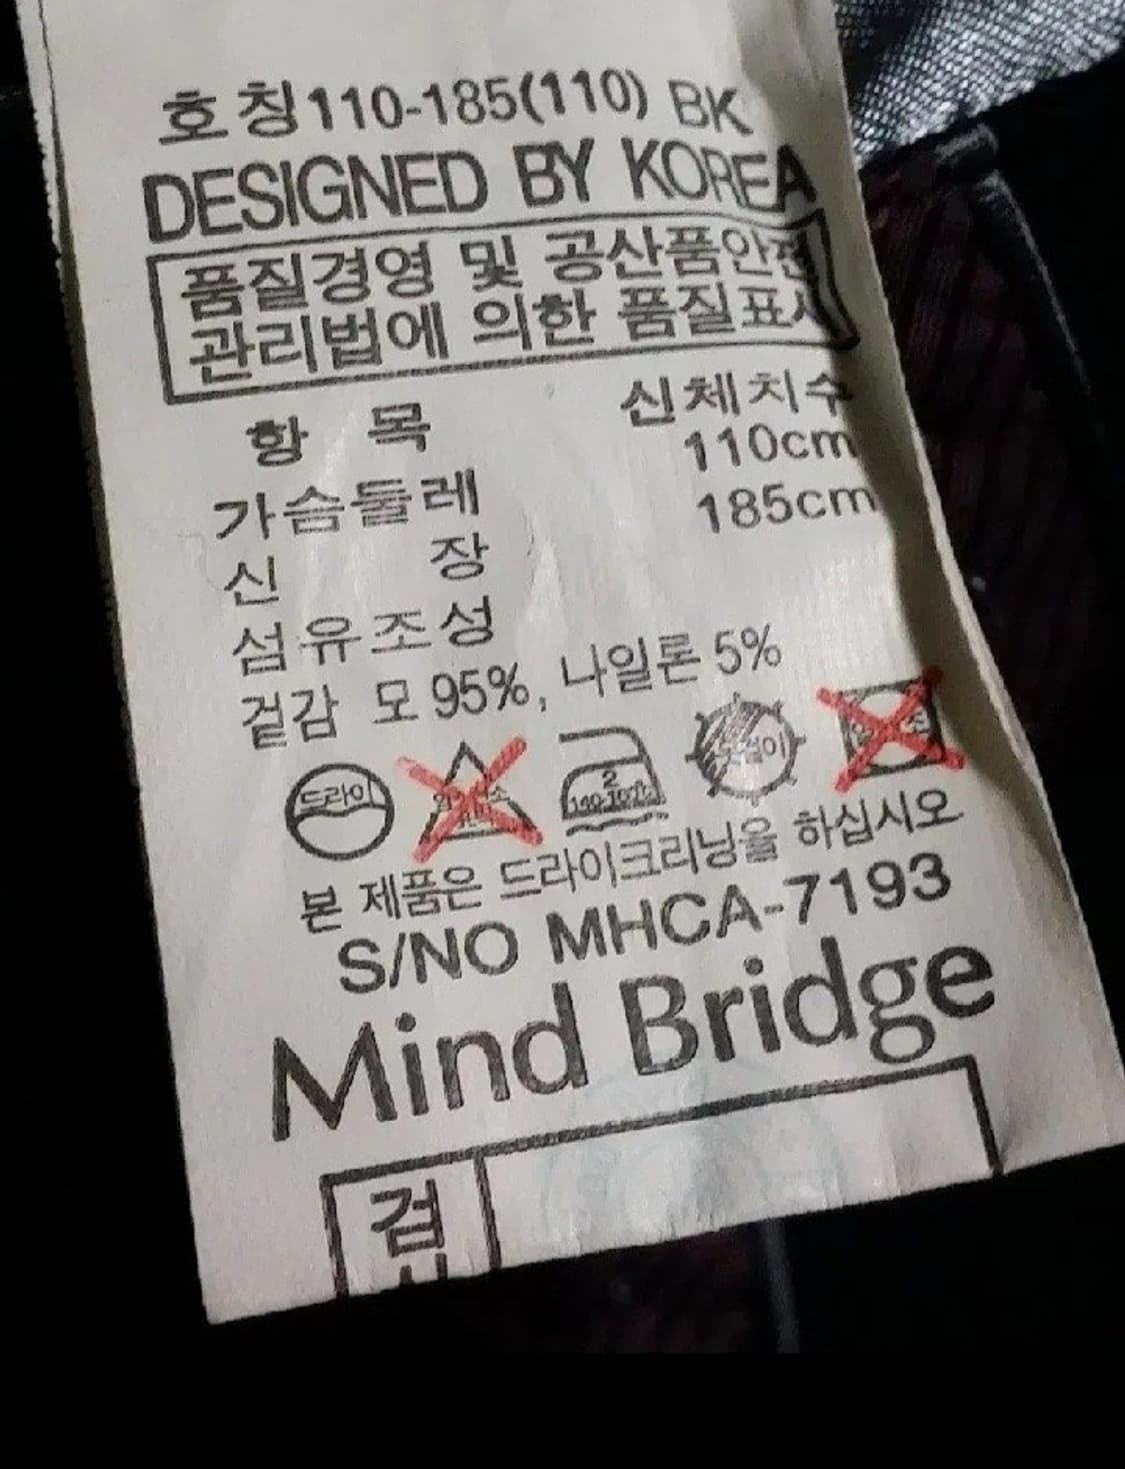 호칭 110-185(110) BK
DESIGNED BY KOREA
품질경영 및 공산품안전
관리법에 의한 품질표시
항 목 신체치수
가슴둘레 110cm
신 장 185cm
섬유조성
겉감 모 95%, 나일론 5%
드라이
2
본 제품은 드라이크리닝을 하십시오
S/NO MHCA-7193
Mind Bridge
검